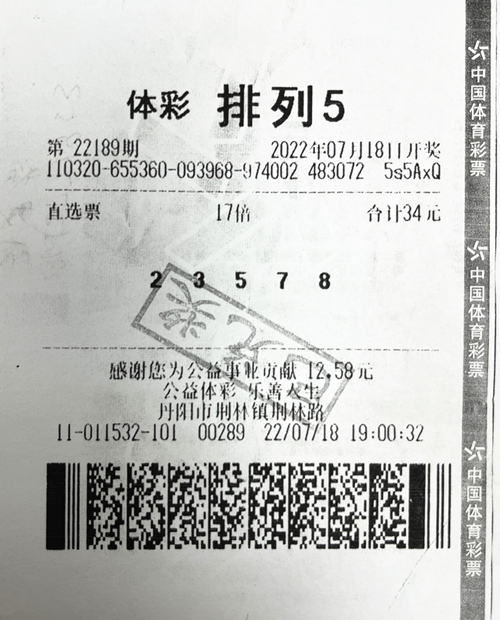 体彩 排列5
第 22189期 2022年07月18日开奖
110320-655360-093968-974002 483072 5s5AxQ
直选票 17倍 合计34元
2 3 5 7 8
已兑奖
感谢您为公益事业贡献 12.58元
公益体彩 乐善人生
丹阳市荆林镇荆林路
11-011532-101 00289 22/07/18 19:00:32
中国体育彩票
中国体育彩票
中国体育彩票